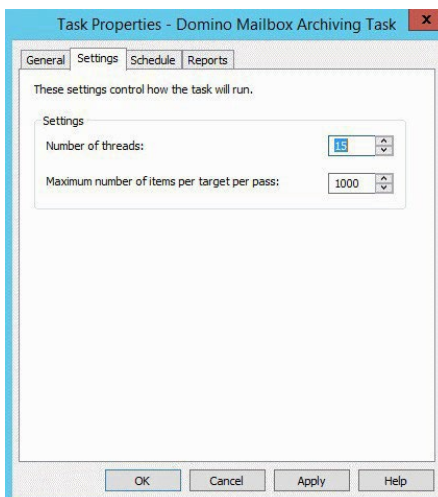 Task Properties - Domino Mailbox Archiving Task x
General Settings Schedule Reports
These settings control how the task will run.
Settings
Number of threads: 15
Maximum number of items per target per pass: 1000
OK Cancel Apply Help